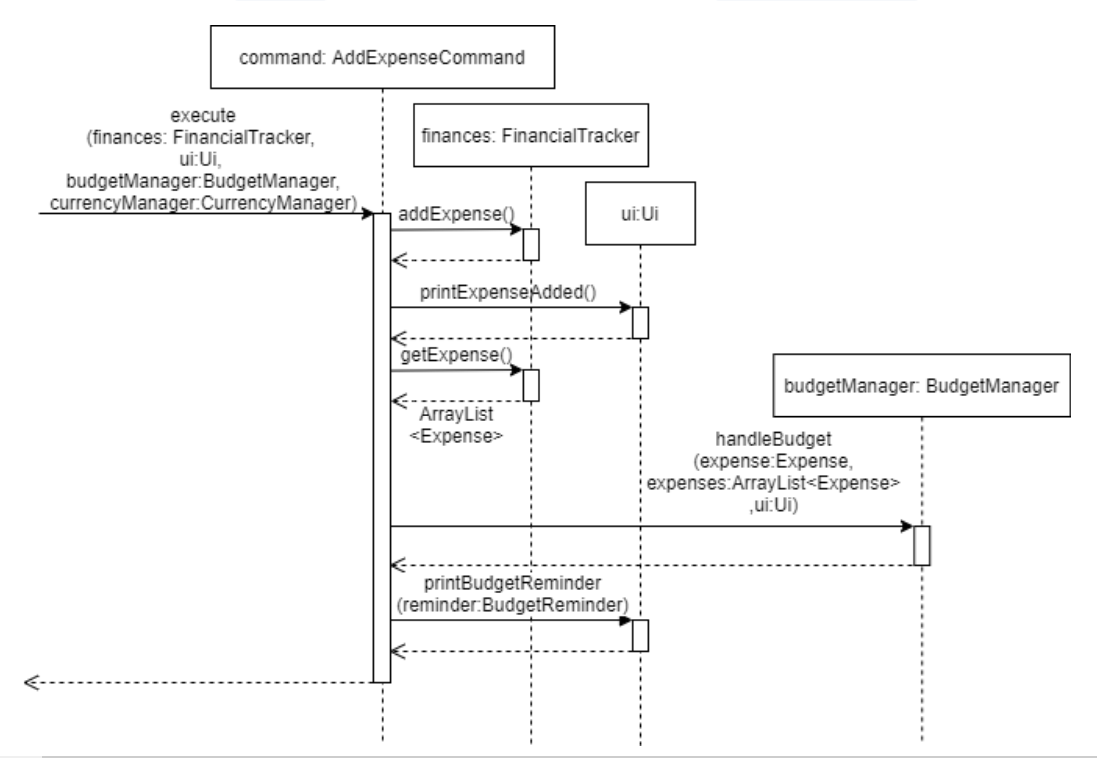 command: AddExpenseCommand
execute
(finances: FinancialTracker,
ui:Ui,
budgetManager:BudgetManager,
currencyManager:CurrencyManager)
finances: FinancialTracker
ui:Ui
addExpense()
printExpenseAdded()
getExpense()
ArrayList
<Expense>
budgetManager: BudgetManager
handleBudget
(expense:Expense,
expenses:ArrayList<Expense>
,ui:Ui)
printBudgetReminder
(reminder:BudgetReminder)